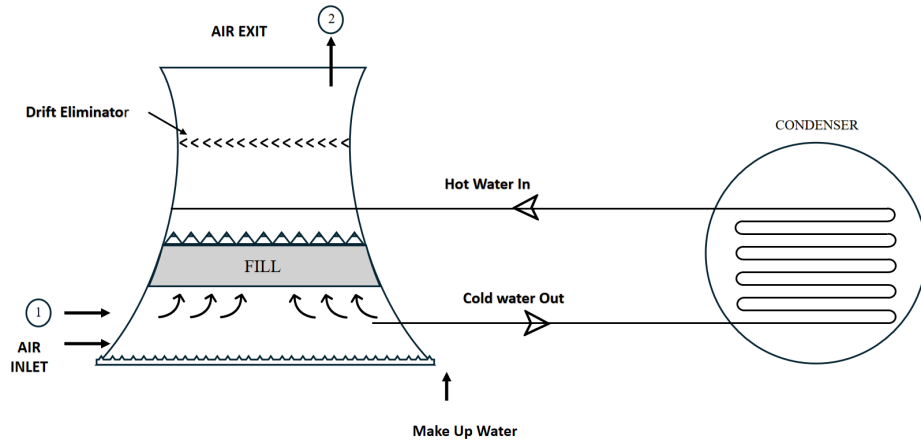 AIR EXIT
2
Drift Eliminator
CONDENSER
Hot Water In
FILL
Cold water Out
1
AIR
INLET
Make Up Water